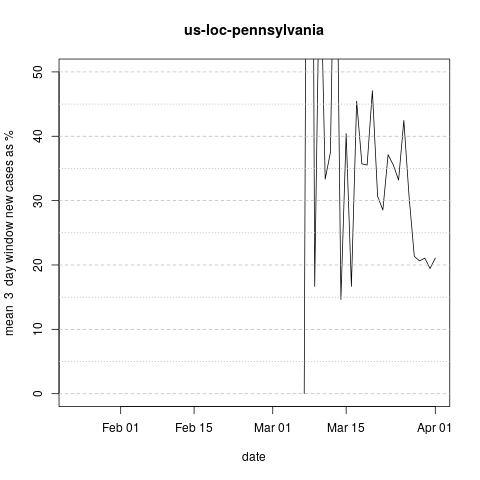 us-loc-pennsylvania
mean 3 day window new cases as %
50
40
30
20
10
0
Feb 01
Feb 15
Mar 01
Mar 15
Apr 01
date